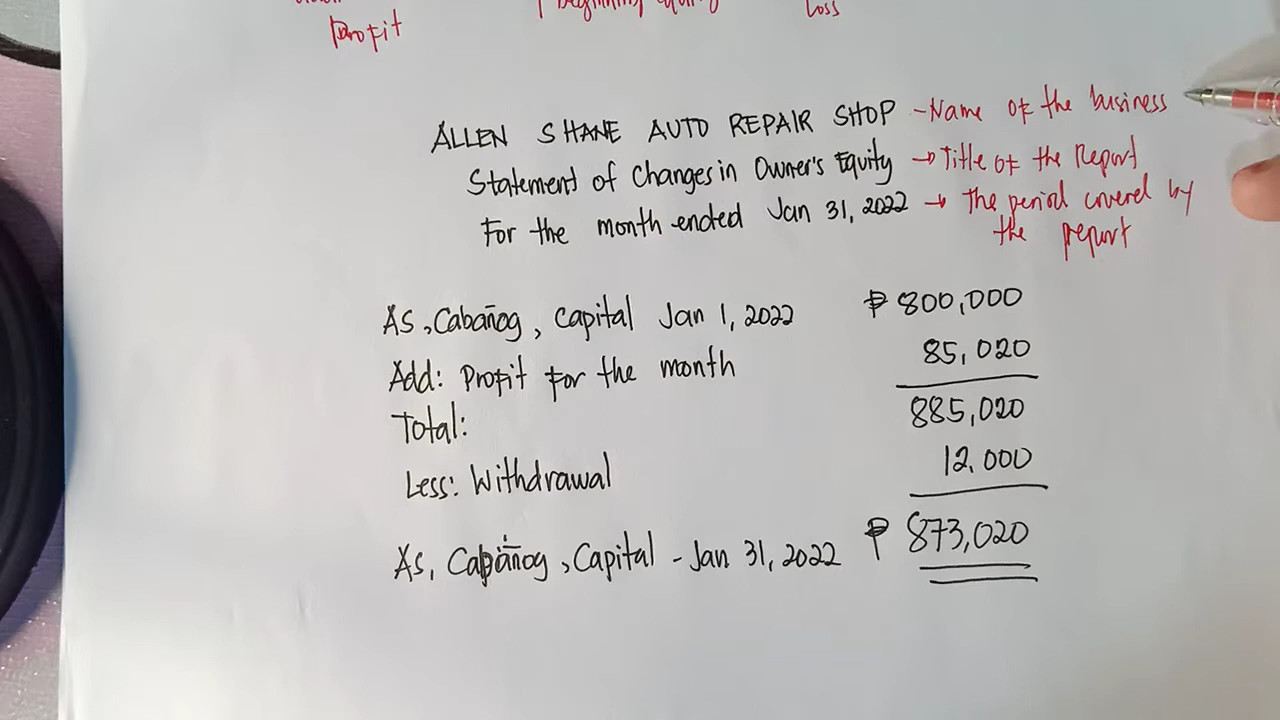 Profit
beginning equity
loss
ALLEN SHANE AUTO REPAIR SHOP - Name of the business
Statement of Changes in Owner's Equity → Title of the Report
For the month ended Jan 31, 2022 → The period covered by
the report
AS, Cabañog, Capital Jan 1, 2022 ₱ 800,000
Add: Profit for the month 85,020
Total: 885,020
Less: Withdrawal 12,000
AS, Cabañog, Capital - Jan 31, 2022 ₱ 873,020